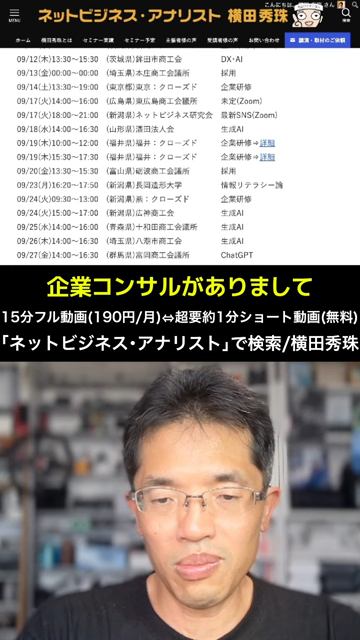 こんにちは
さん
MENU
ネットビジネス・アナリスト 横田秀珠
検索
ホーム 横田秀珠とは セミナー実績 セミナー予定 主催者様の声 受講者様の声 お問い合わせ 講演・取材のご依頼
09/12(木)13:30〜15:30 (茨城県)鉾田市商工会 DX・AI
09/13(金)00:00〜00:00 (埼玉県)本庄商工会議所 採用
09/13(金)14:30〜19:00 (東京都)東京：クローズド 企業研修
09/17(火)14:00〜16:00 (広島県)東広島商工会議所 未定(Zoom)
09/17(火)18:00〜21:00 (新潟県)ネットビジネス研究会 最新SNS(Zoom)
09/18(水)14:00〜16:30 (山形県)酒田法人会 生成AI
09/19(木)10:00〜12:00 (福井県)福井：クローズド 企業研修⇒詳細
09/19(木)15:30〜17:30 (福井県)福井：クローズド 企業研修⇒詳細
09/20(金)13:30〜15:30 (富山県)砺波商工会議所 採用
09/23(月)16:20〜17:50 (新潟県)長岡造形大学 情報リテラシー論
09/24(火)09:30〜13:00 (新潟県)燕：クローズド 企業研修
09/24(火)15:00〜17:00 (新潟県)広神商工会 生成AI
09/25(水)14:00〜16:00 (青森県)十和田商工会議所 生成AI
09/26(木)14:00〜16:30 (埼玉県)八潮市商工会 生成AI
09/27(金)14:00〜16:30 (群馬県)富岡商工会議所 ChatGPT
企業コンサルがありまして
15分フル動画(190円/月)⇔超要約1分ショート動画(無料)
「ネットビジネス・アナリスト」で検索/横田秀珠